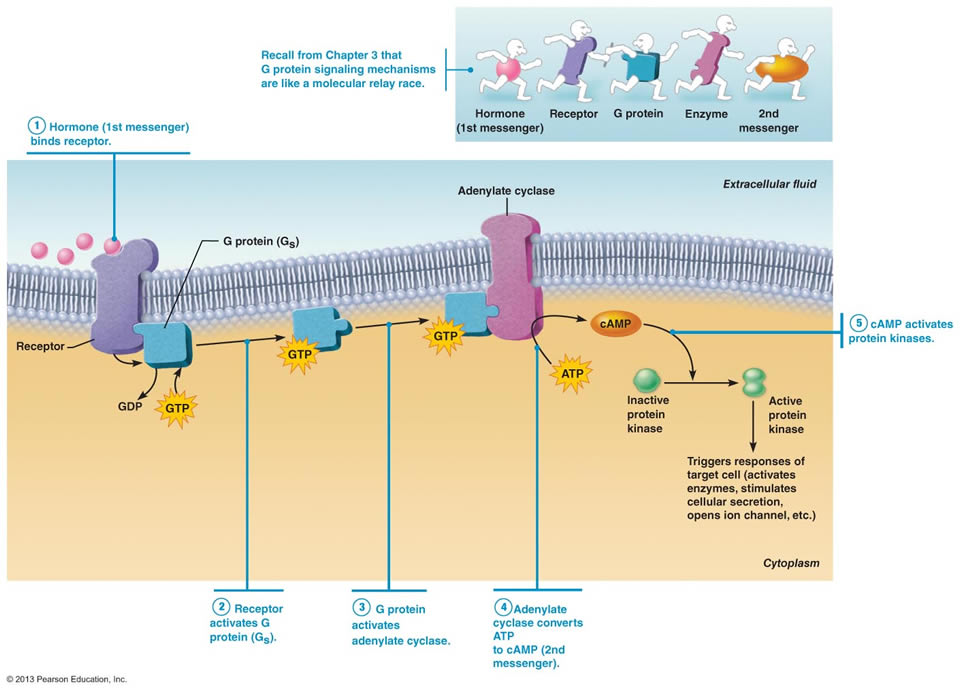 Recall from Chapter 3 that
G protein signaling mechanisms
are like a molecular relay race.
Hormone
(1st messenger)
Receptor
G protein
Enzyme
2nd
messenger
1 Hormone (1st messenger)
binds receptor.
Extracellular fluid
Adenylate cyclase
G protein (Gs)
Receptor
GDP
GTP
GTP
GTP
ATP
cAMP
5 cAMP activates
protein kinases.
Inactive
protein
kinase
Active
protein
kinase
Triggers responses of
target cell (activates
enzymes, stimulates
cellular secretion,
opens ion channel, etc.)
Cytoplasm
2 Receptor
activates G
protein (Gs).
3 G protein
activates
adenylate cyclase.
4 Adenylate
cyclase converts
ATP
to cAMP (2nd
messenger).
© 2013 Pearson Education, Inc.